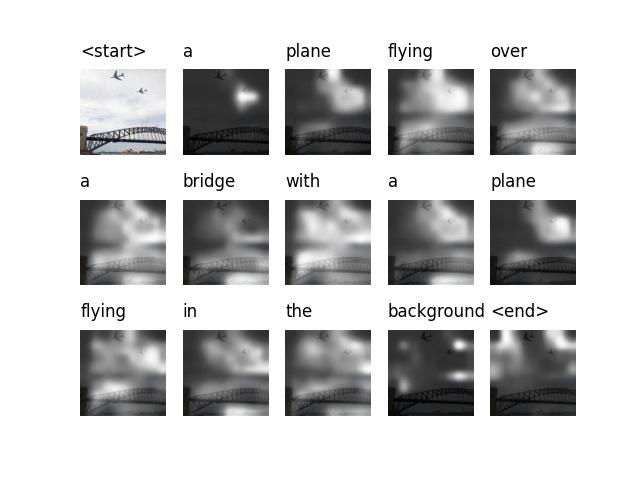 <start> a plane flying over
a bridge with a plane
flying in the background <end>